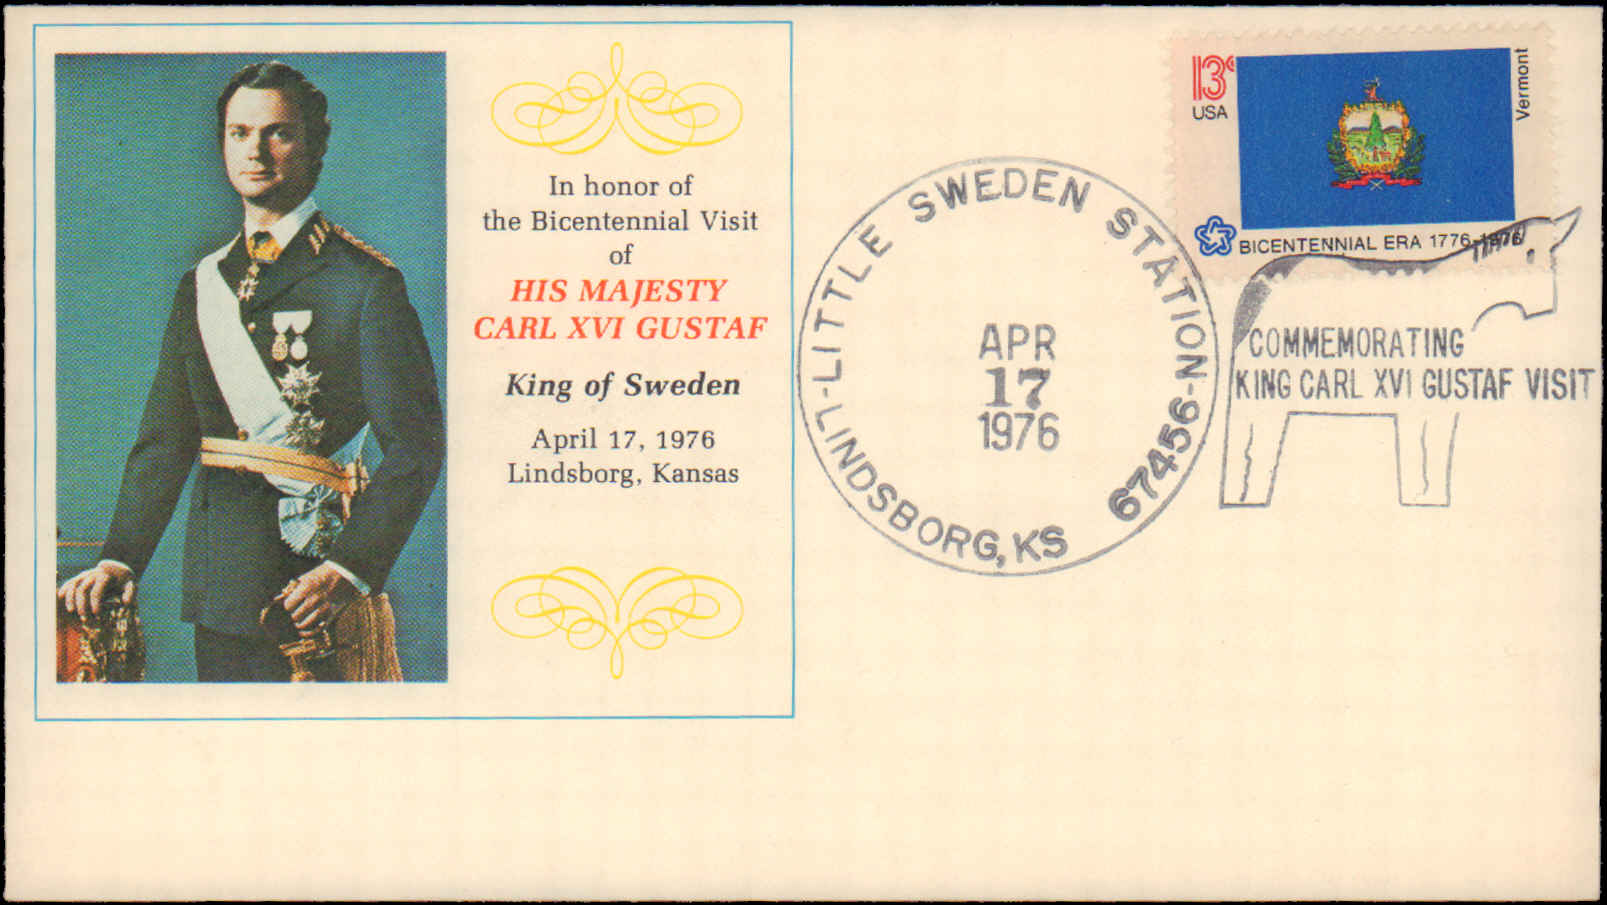 In honor of
the Bicentennial Visit
of
HIS MAJESTY
CARL XVI GUSTAF
King of Sweden
April 17, 1976
Lindsborg, Kansas
LITTLE SWEDEN STATION
APR
17
1976
LINDSBORG, KS 67456
13c
USA
Vermont
BICENTENNIAL ERA 1776-1976
COMMEMORATING
KING CARL XVI GUSTAF VISIT